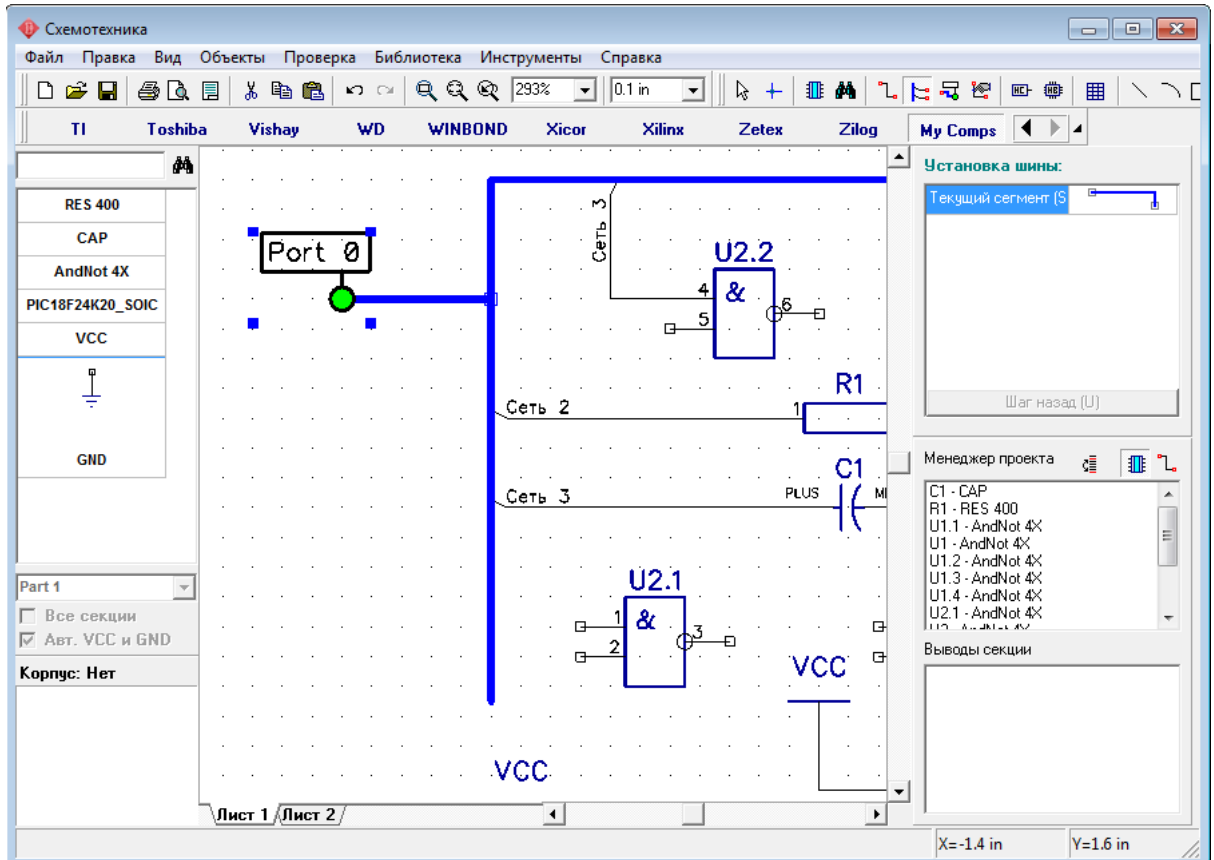 Схемотехника
Файл Правка Вид Объекты Проверка Библиотека Инструменты Справка
293% 0.1 in
TI Toshiba Vishay WD WINBOND Xicor Xilinx Zetex Zilog My Comps
RES 400
CAP
AndNot 4X
PIC18F24K20_SOIC
VCC
GND
Part 1
Все секции
Авт. VCC и GND
Корпус: Нет
Port 0
Сеть 3
U2.2
&
4
5
6
R1
Сеть 2
1
C1
Сеть 3
PLUS
U2.1
&
1
2
3
VCC
VCC
Лист 1 Лист 2
Установка шины:
Текущий сегмент (S
Шаг назад (U)
Менеджер проекта
C1 - CAP
R1 - RES 400
U1.1 - AndNot 4X
U1 - AndNot 4X
U1.2 - AndNot 4X
U1.3 - AndNot 4X
U1.4 - AndNot 4X
U2.1 - AndNot 4X
U2 - AndNot 4X
Выводы секции
X=-1.4 in Y=1.6 in